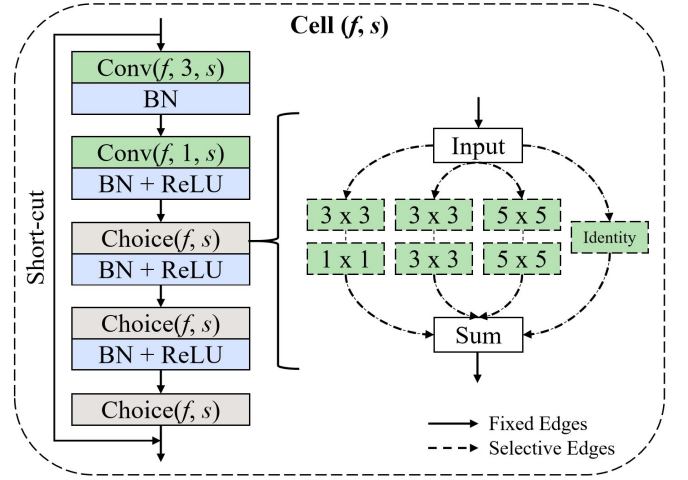 Cell (f, s)
Short-cut
Conv(f, 3, s)
BN
Conv(f, 1, s)
BN + ReLU
Choice(f, s)
BN + ReLU
Choice(f, s)
BN + ReLU
Choice(f, s)
Input
3 x 3 3 x 3 5 x 5
Identity
1 x 1 3 x 3 5 x 5
Sum
Fixed Edges
Selective Edges